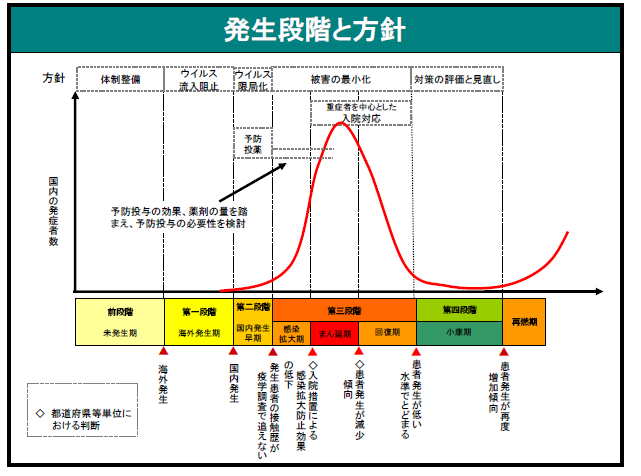 発生段階と方針
方針
体制整備
ウイルス
流入阻止
ウイルス
限局化
被害の最小化
対策の評価と見直し
重症者を中心とした
入院対応
予防
投薬
国内の発症者数
予防投与の効果、薬剤の量を踏
まえ、予防投与の必要性を検討
前段階
未発生期
第一段階
海外発生期
第二段階
国内発生
早期
第三段階
感染
拡大期
まん延期
回復期
第四段階
小康期
再燃期
海外発生
国内発生
発生患者の接触歴が
疫学調査で追えない
◇入院措置による
感染拡大防止効果
の低下
◇患者発生が減少
傾向
患者発生が低い
水準でとどまる
患者発生が再度
増加傾向
◇ 都道府県等単位に
おける判断